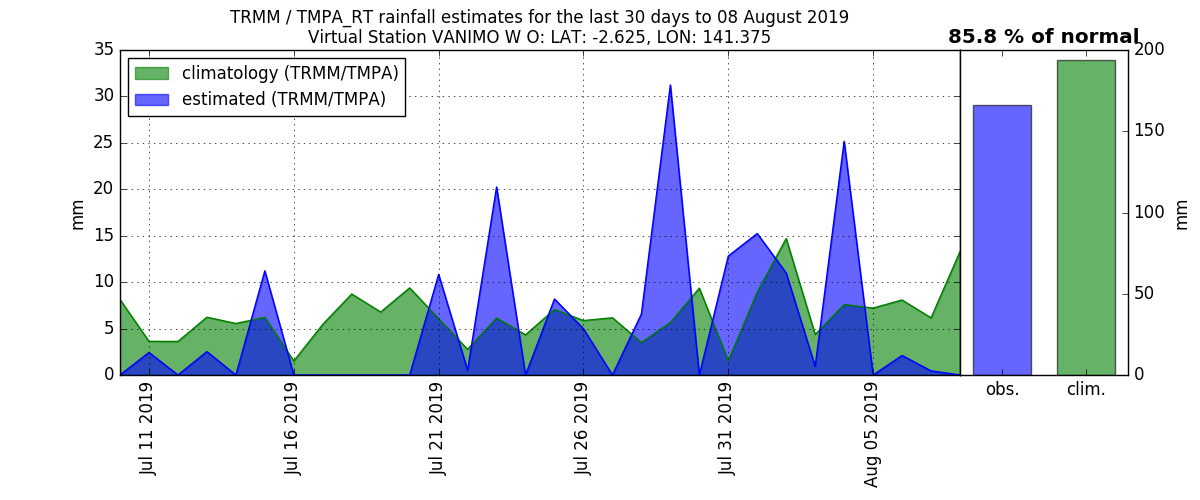 TRMM / TMPA_RT rainfall estimates for the last 30 days to 08 August 2019
Virtual Station VANIMO W O: LAT: -2.625, LON: 141.375
85.8 % of normal
climatology (TRMM/TMPA)
estimated (TRMM/TMPA)
35
30
25
20
15
10
5
0
mm
Jul 11 2019
Jul 16 2019
Jul 21 2019
Jul 26 2019
Jul 31 2019
Aug 05 2019
200
150
100
50
0
mm
obs.
clim.